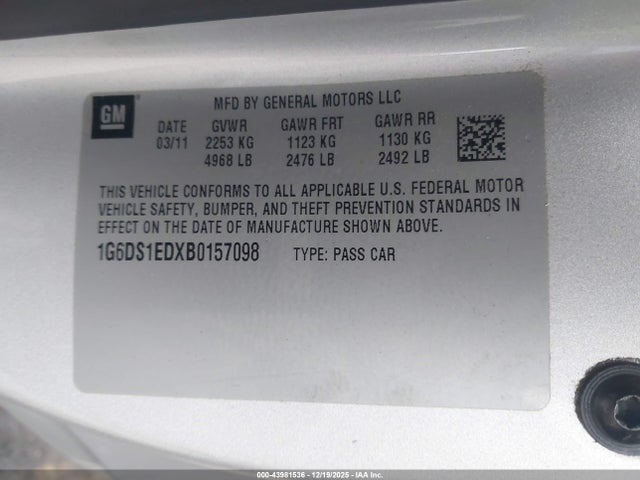 GM
MFD BY GENERAL MOTORS LLC
DATE GVWR GAWR FRT GAWR RR
03/11 2253 KG 1123 KG 1130 KG
4968 LB 2476 LB 2492 LB
THIS VEHICLE CONFORMS TO ALL APPLICABLE U.S. FEDERAL MOTOR
VEHICLE SAFETY, BUMPER, AND THEFT PREVENTION STANDARDS IN
EFFECT ON THE DATE OF MANUFACTURE SHOWN ABOVE.
1G6DS1EDXB0157098 TYPE: PASS CAR
000-43981536 - 12/19/2025 - IAA Inc.